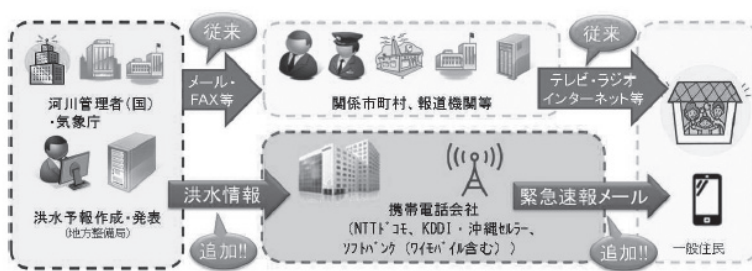 従来
従来
メール・
FAX等
テレビ・ラジオ
インターネット等
河川管理者(国)
・気象庁
関係市町村、報道機関等
洪水情報
緊急速報メール
携帯電話会社
(NTTドコモ、KDDI・沖縄セルラー、
ソフトバンク(ワイモバイル含む))
洪水予報作成・発表
(地方整備局)
追加!!
追加!!
一般住民